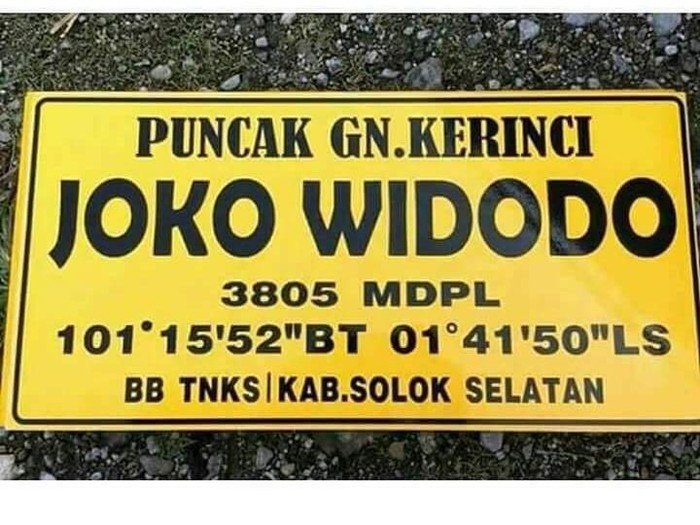 PUNCAK GN.KERINCI
JOKO WIDODO
3805 MDPL
101°15'52"BT 01°41'50"LS
BB TNKS|KAB.SOLOK SELATAN